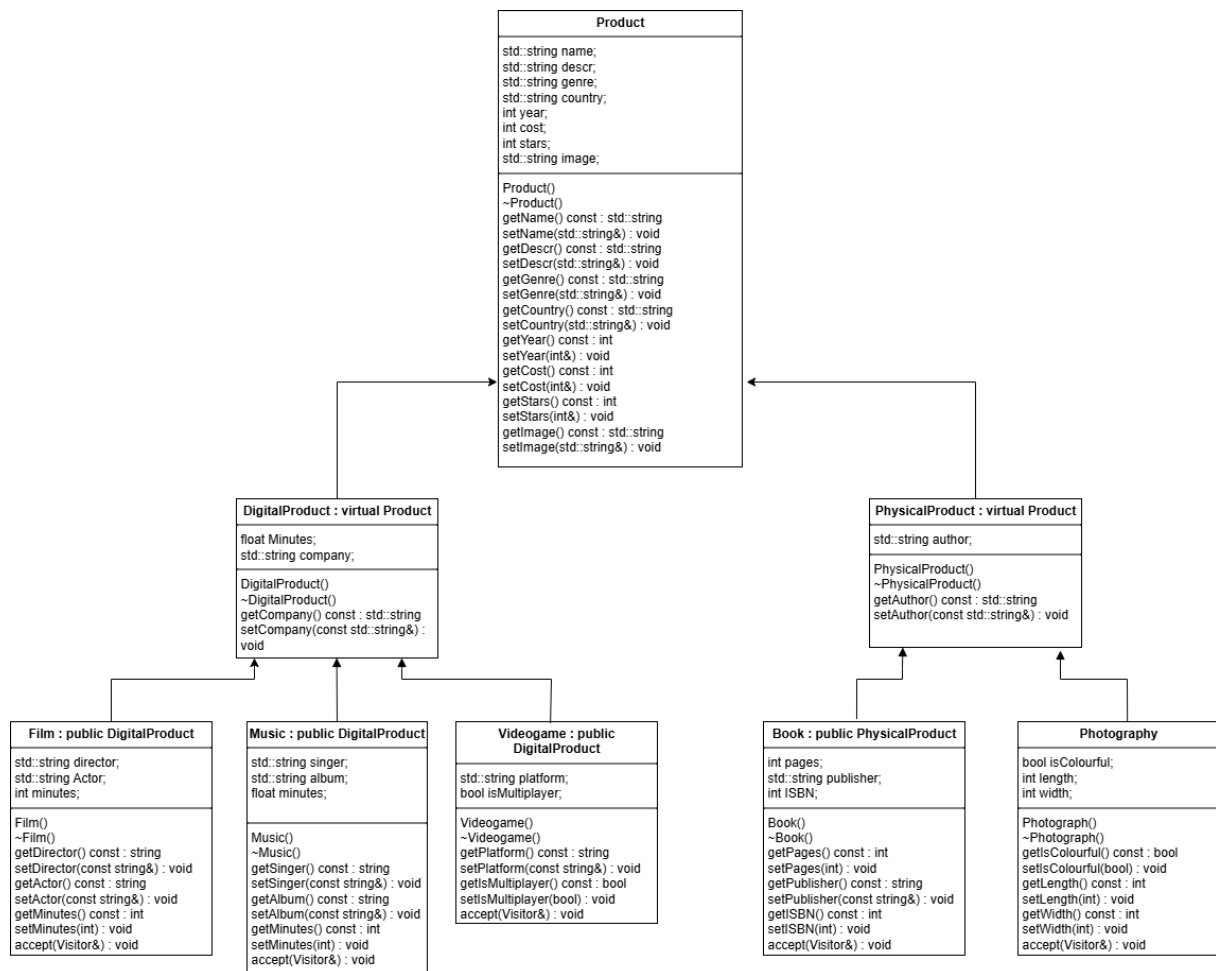 Product
std::string name;
std::string descr;
std::string genre;
std::string country;
int year;
int cost;
int stars;
std::string image;
Product()
~Product()
getName() const : std::string
setName(std::string&) : void
getDescr() const : std::string
setDescr(std::string&) : void
getGenre() const : std::string
setGenre(std::string&) : void
getCountry() const : std::string
setCountry(std::string&) : void
getYear() const : int
setYear(int&) : void
getCost() const : int
setCost(int&) : void
getStars() const : int
setStars(int&) : void
getImage() const : std::string
setImage(std::string&) : void
DigitalProduct : virtual Product
float Minutes;
std::string company;
DigitalProduct()
~DigitalProduct()
getCompany() const : std::string
setCompany(const std::string&) :
void
PhysicalProduct : virtual Product
std::string author;
PhysicalProduct()
~PhysicalProduct()
getAuthor() const : std::string
setAuthor(const std::string&) : void
Film : public DigitalProduct
std::string director;
std::string Actor;
int minutes;
Film()
~Film()
getDirector() const : string
setDirector(const string&) : void
getActor() const : string
setActor(const string&) : void
getMinutes() const : int
setMinutes(int) : void
accept(Visitor&) : void
Music : public DigitalProduct
std::string singer;
std::string album;
float minutes;
Music()
~Music()
getSinger() const : string
setSinger(const string&) : void
getAlbum() const : string
setAlbum(const string&) : void
getMinutes() const : int
setMinutes(int) : void
accept(Visitor&) : void
Videogame : public
DigitalProduct
std::string platform;
bool isMultiplayer;
Videogame()
~Videogame()
getPlatform() const : string
setPlatform(const string&) : void
getIsMultiplayer() const : bool
setIsMultiplayer(bool) : void
accept(Visitor&) : void
Book : public PhysicalProduct
int pages;
std::string publisher;
int ISBN;
Book()
~Book()
getPages() const : int
setPages(int) : void
getPublisher() const : string
setPublisher(const string&) : void
getISBN() const : int
setISBN(int) : void
accept(Visitor&) : void
Photography
bool isColourful;
int length;
int width;
Photograph()
~Photograph()
getIsColourful() const : bool
setIsColourful(bool) : void
getLength() const : int
setLength(int) : void
getWidth() const : int
setWidth(int) : void
accept(Visitor&) : void